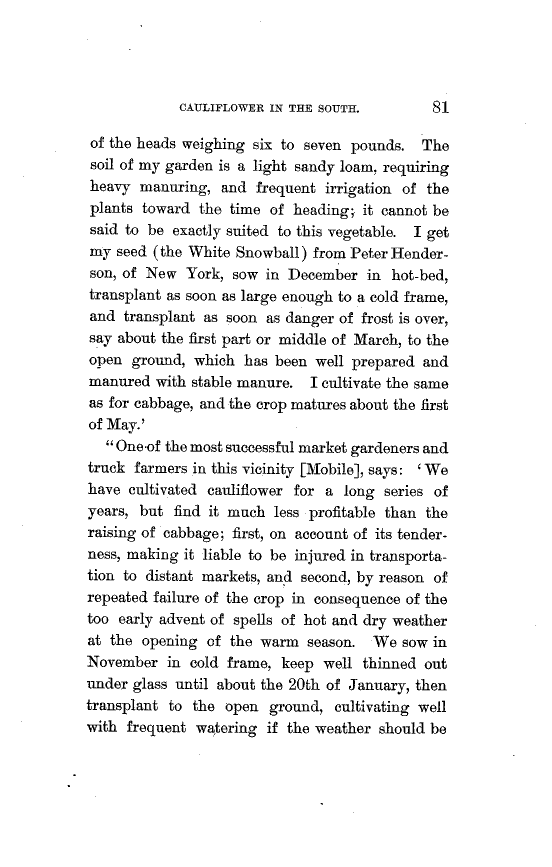 CAULIFLOWER IN THE SOUTH. 81
of the heads weighing six to seven pounds. The
soil of my garden is a light sandy loam, requiring
heavy manuring, and frequent irrigation of the
plants toward the time of heading; it cannot be
said to be exactly suited to this vegetable. I get
my seed (the White Snowball) from Peter Hender-
son, of New York, sow in December in hot-bed,
transplant as soon as large enough to a cold frame,
and transplant as soon as danger of frost is over,
say about the first part or middle of March, to the
open ground, which has been well prepared and
manured with stable manure. I cultivate the same
as for cabbage, and the crop matures about the first
of May.'
"One of the most successful market gardeners and
truck farmers in this vicinity [Mobile], says: 'We
have cultivated cauliflower for a long series of
years, but find it much less profitable than the
raising of cabbage; first, on account of its tender-
ness, making it liable to be injured in transporta-
tion to distant markets, and second, by reason of
repeated failure of the crop in consequence of the
too early advent of spells of hot and dry weather
at the opening of the warm season. We sow in
November in cold frame, keep well thinned out
under glass until about the 20th of January, then
transplant to the open ground, cultivating well
with frequent watering if the weather should be